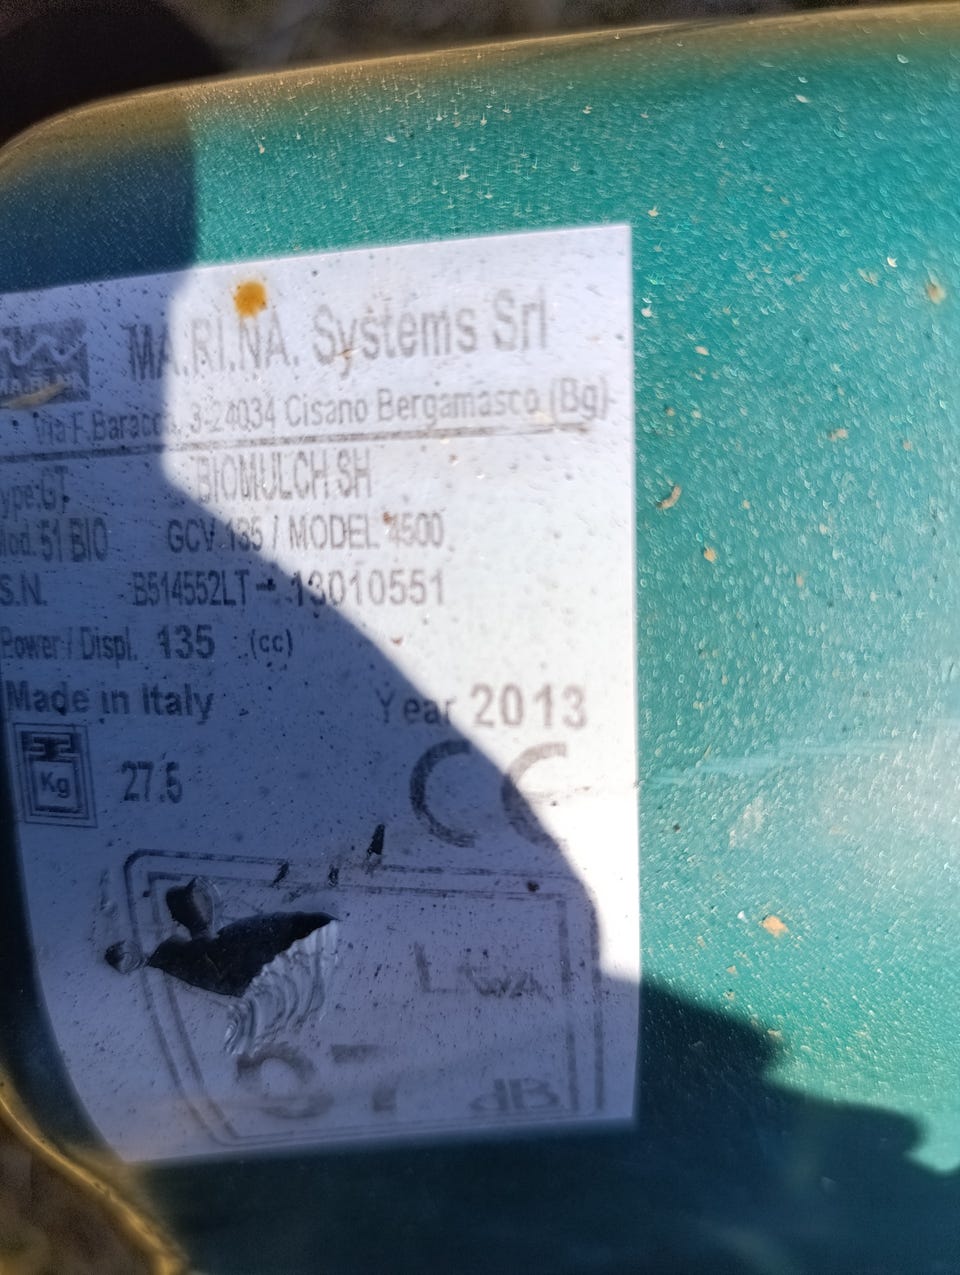 MA.RI.NA. Systems Srl
Via F.Baracca, 3-24034 Cisano Bergamasco (Bg)
Type:GT BIOMULCH SH
Mod.51 BIO GCV 135 / MODEL 4500
S.N. B514552LT - 13010551
Power / Displ. 135 (cc)
Made in Italy Year 2013
CE
Kg 27.5
LWA
97 dB